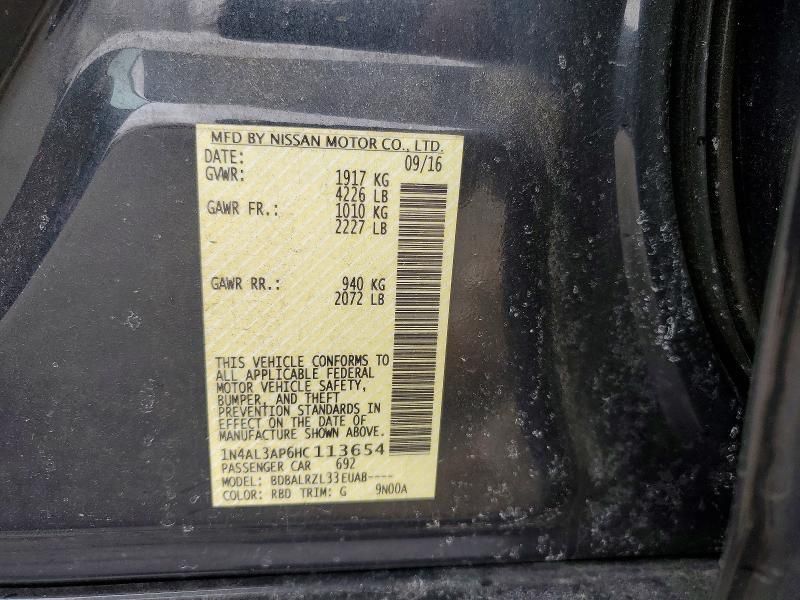 MFD BY NISSAN MOTOR CO., LTD.
DATE: 09/16
GVWR: 1917 KG
4226 LB
GAWR FR.: 1010 KG
2227 LB
GAWR RR.: 940 KG
2072 LB
THIS VEHICLE CONFORMS TO
ALL APPLICABLE FEDERAL
MOTOR VEHICLE SAFETY,
BUMPER, AND THEFT
PREVENTION STANDARDS IN
EFFECT ON THE DATE OF
MANUFACTURE SHOWN ABOVE.
1N4AL3AP6HC113654
PASSENGER CAR 692
MODEL: BDBALRZL33EUAB----
COLOR: RBD TRIM: G 9N00A